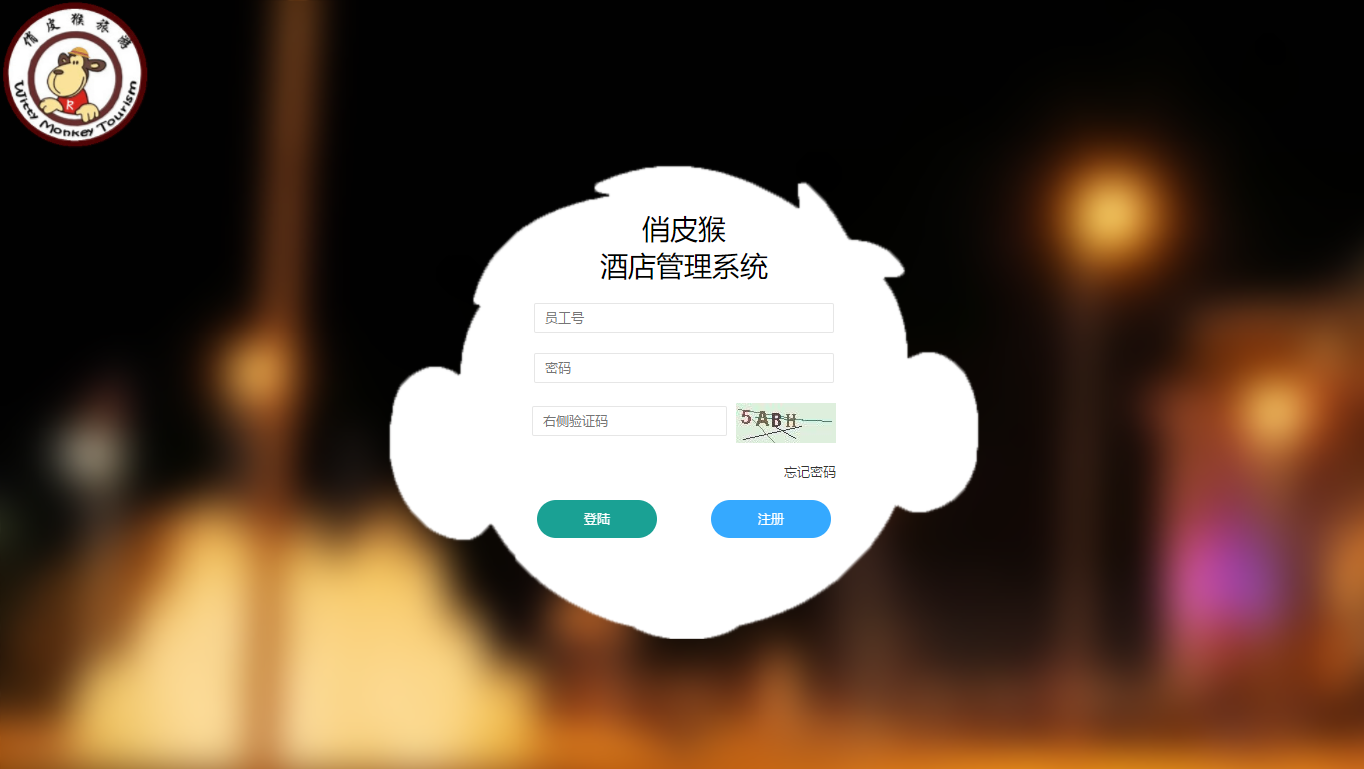 俏皮猴旅游
Witty Monkey Tourism
R
俏皮猴
酒店管理系统
员工号
密码
右侧验证码
5ABH
忘记密码
登陆
注册